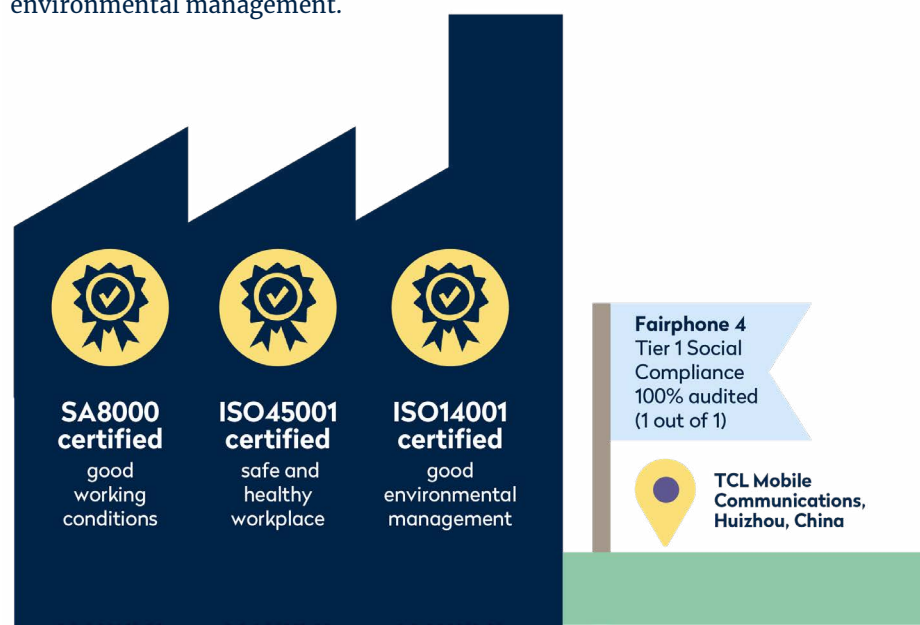 environmental management.
SA8000
certified
good
working
conditions
ISO45001
certified
safe and
healthy
workplace
ISO14001
certified
good
environmental
management
Fairphone 4
Tier 1 Social
Compliance
100% audited
(1 out of 1)
TCL Mobile
Communications,
Huizhou, China